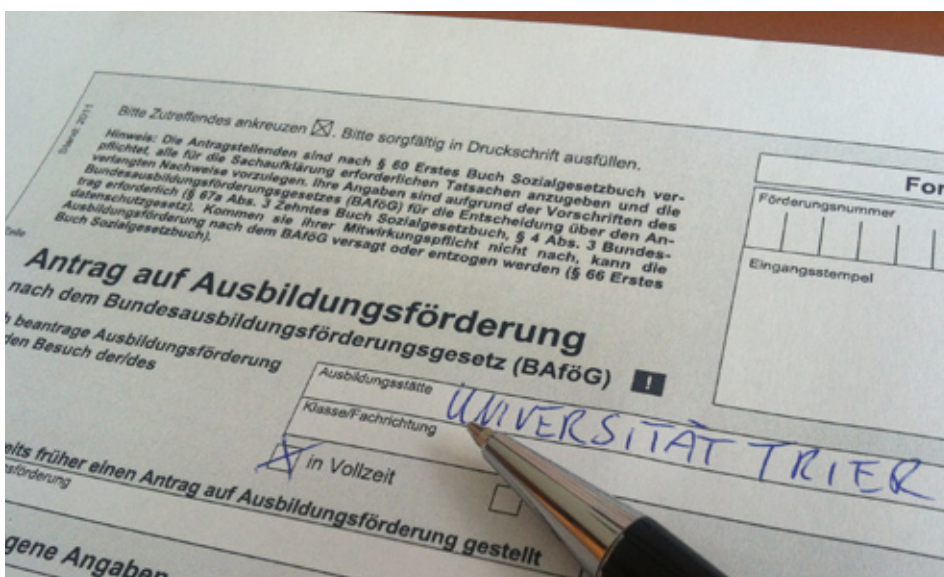 Stand: 2011
Bitte Zutreffendes ankreuzen ☒. Bitte sorgfältig in Druckschrift ausfüllen.
Hinweis: Die Antragstellenden sind nach § 60 Erstes Buch Sozialgesetzbuch ver-
pflichtet, alle für die Sachaufklärung erforderlichen Tatsachen anzugeben und die
verlangten Nachweise vorzulegen. Ihre Angaben sind aufgrund der Vorschriften des
Bundesausbildungsförderungsgesetzes (BAföG) für die Entscheidung über den An-
trag erforderlich (§ 67a Abs. 3 Zehntes Buch Sozialgesetzbuch, § 4 Abs. 3 Bundes-
datenschutzgesetz). Kommen sie ihrer Mitwirkungspflicht nicht nach, kann die
Ausbildungsförderung nach dem BAföG versagt oder entzogen werden (§ 66 Erstes
Buch Sozialgesetzbuch).
Förderungsnummer
Eingangsstempel
Zeile
Antrag auf Ausbildungsförderung
nach dem Bundesausbildungsförderungsgesetz (BAföG) !
beantrage Ausbildungsförderung
den Besuch der/des
Ausbildungsstätte
UNIVERSITÄT TRIER
Klasse/Fachrichtung
in Vollzeit
früher einen Antrag auf Ausbildungsförderung gestellt
Angaben